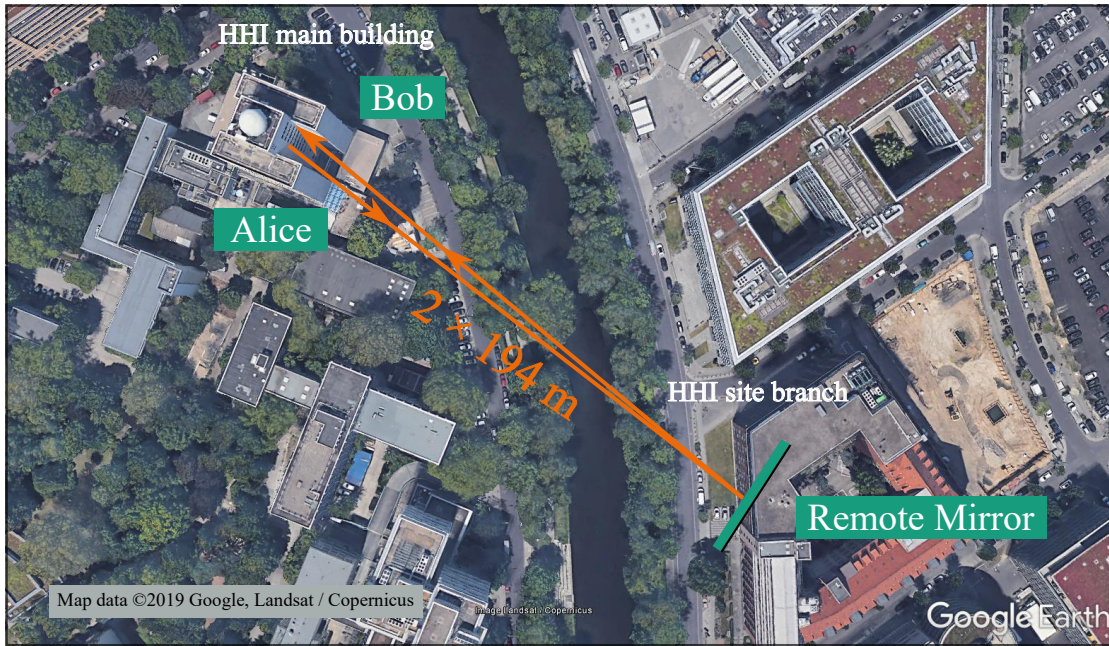 HHI main building
Bob
Alice
2 × 194 m
HHI site branch
Remote Mirror
Map data ©2019 Google, Landsat / Copernicus
Image Landsat / Copernicus
Google Earth